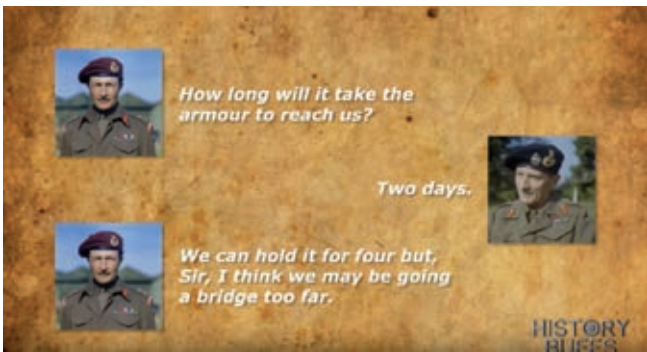 How long will it take the
armour to reach us?
Two days.
We can hold it for four but,
Sir, I think we may be going
a bridge too far.
HISTORY
BUFFS